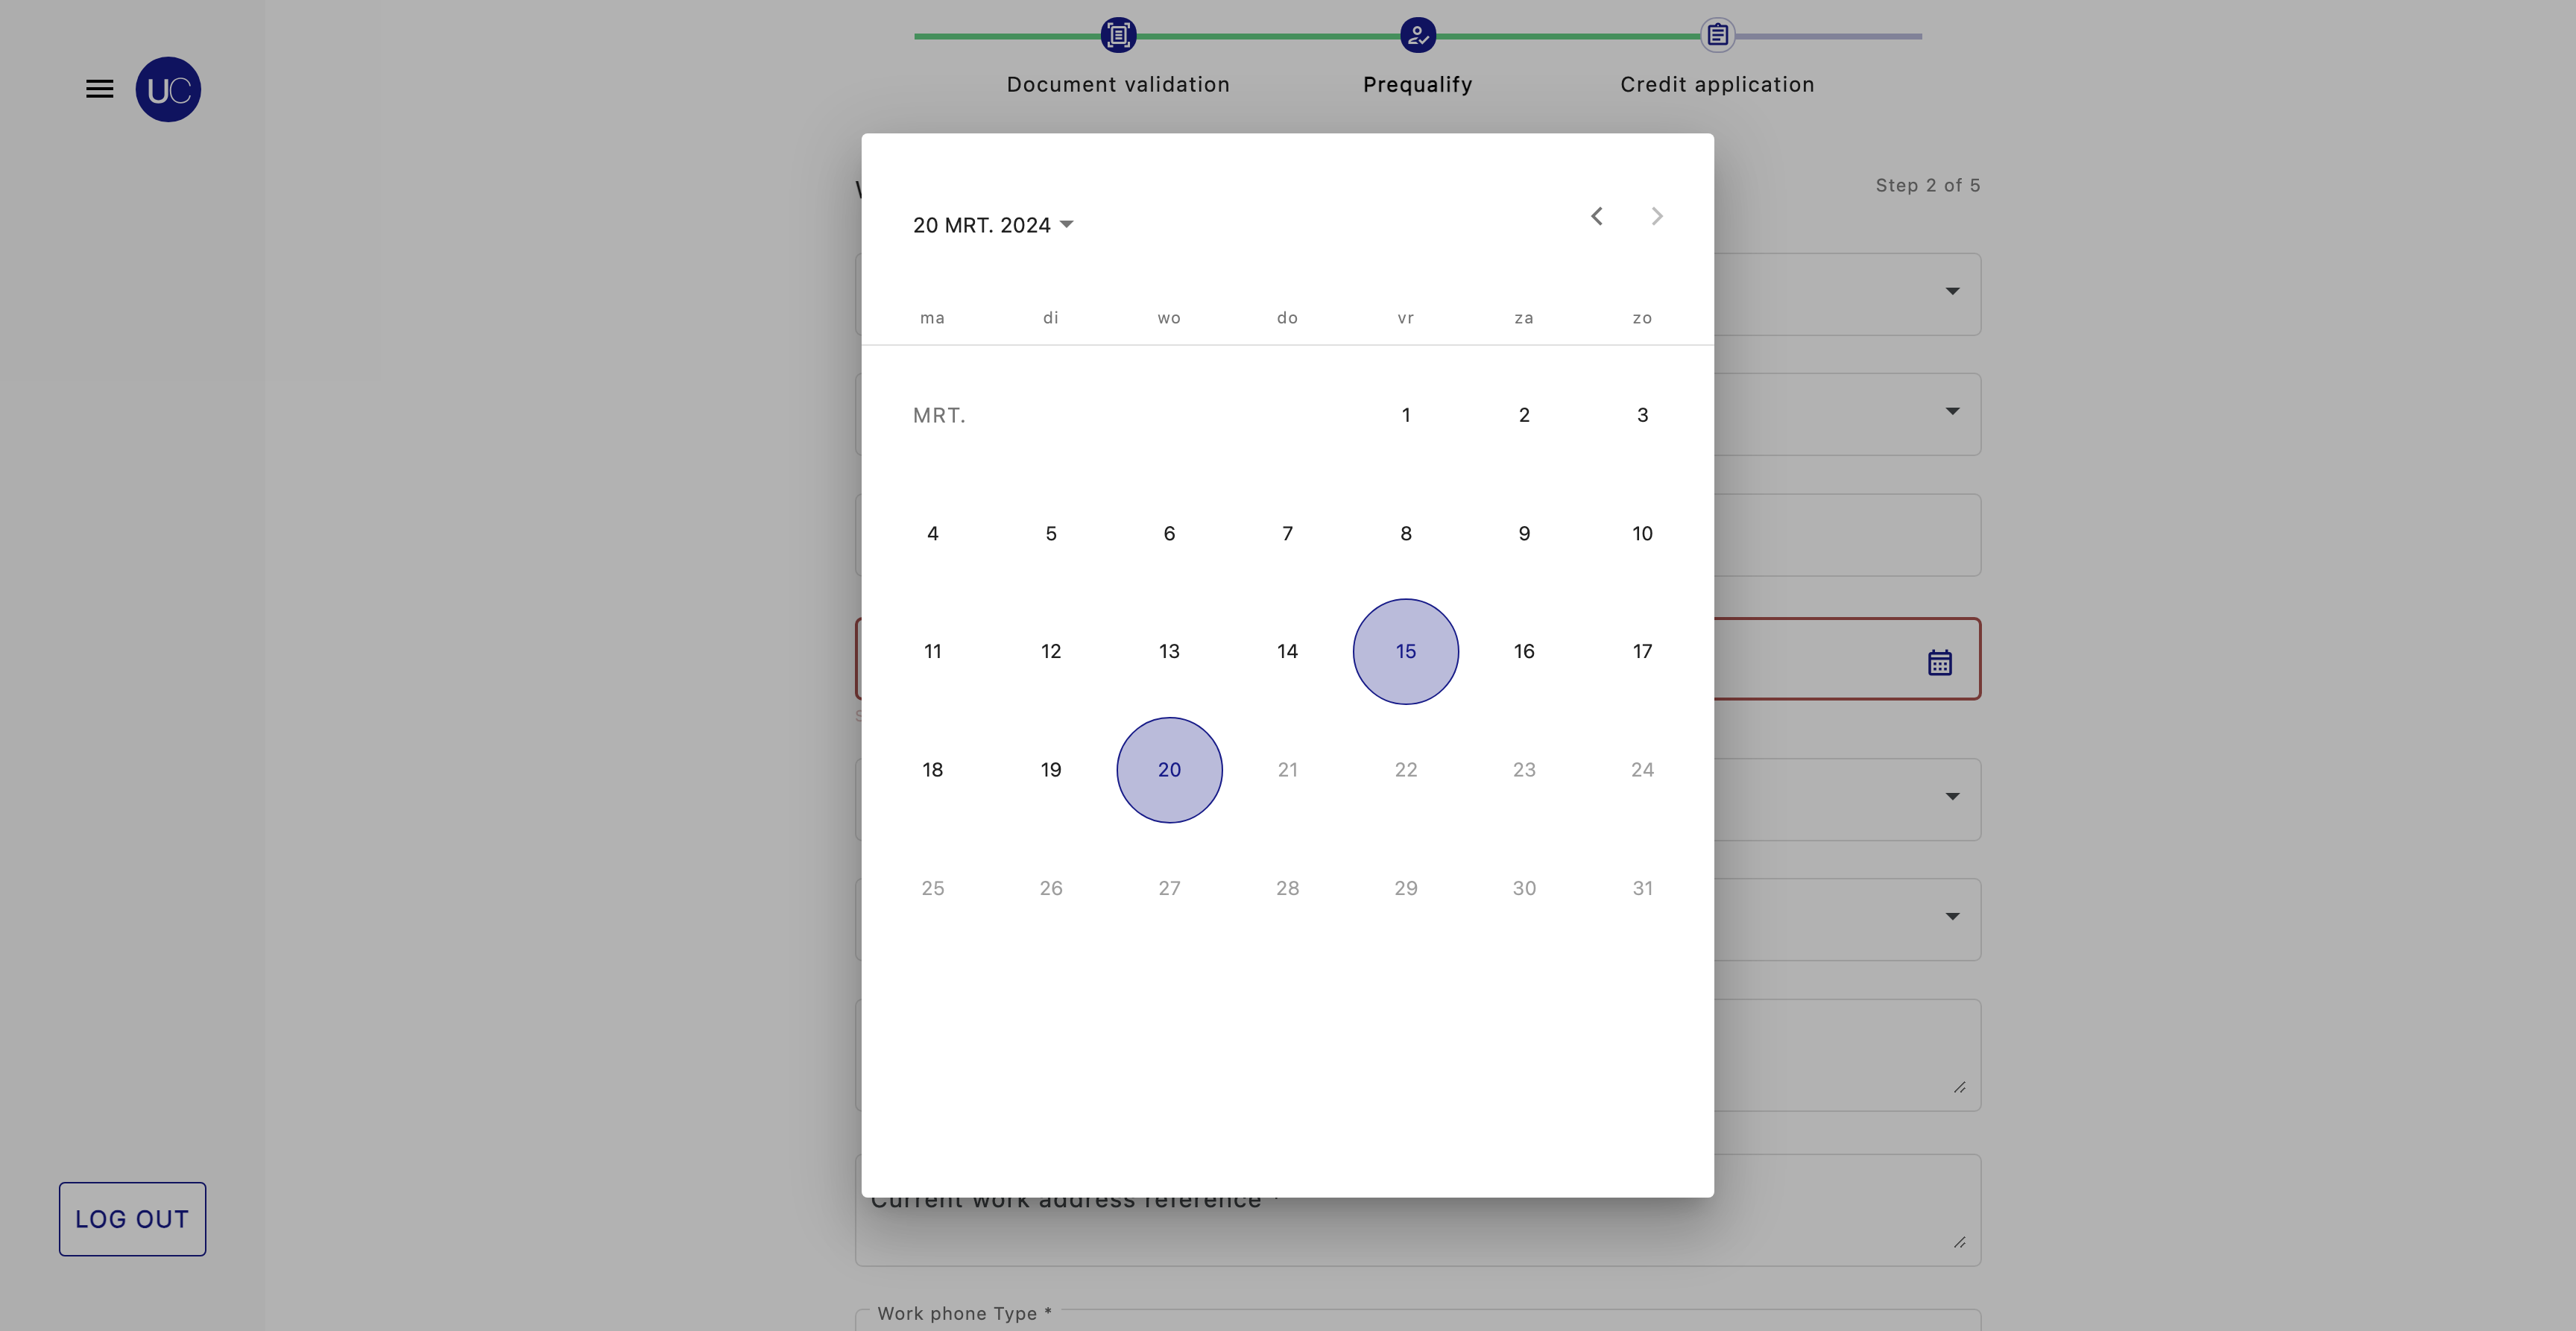 UC
Document validation
Prequalify
Credit application
Step 2 of 5
20 MRT. 2024
ma di wo do vr za zo
MRT. 1 2 3
4 5 6 7 8 9 10
11 12 13 14 15 16 17
18 19 20 21 22 23 24
25 26 27 28 29 30 31
Current work address reference *
LOG OUT
Work phone Type *